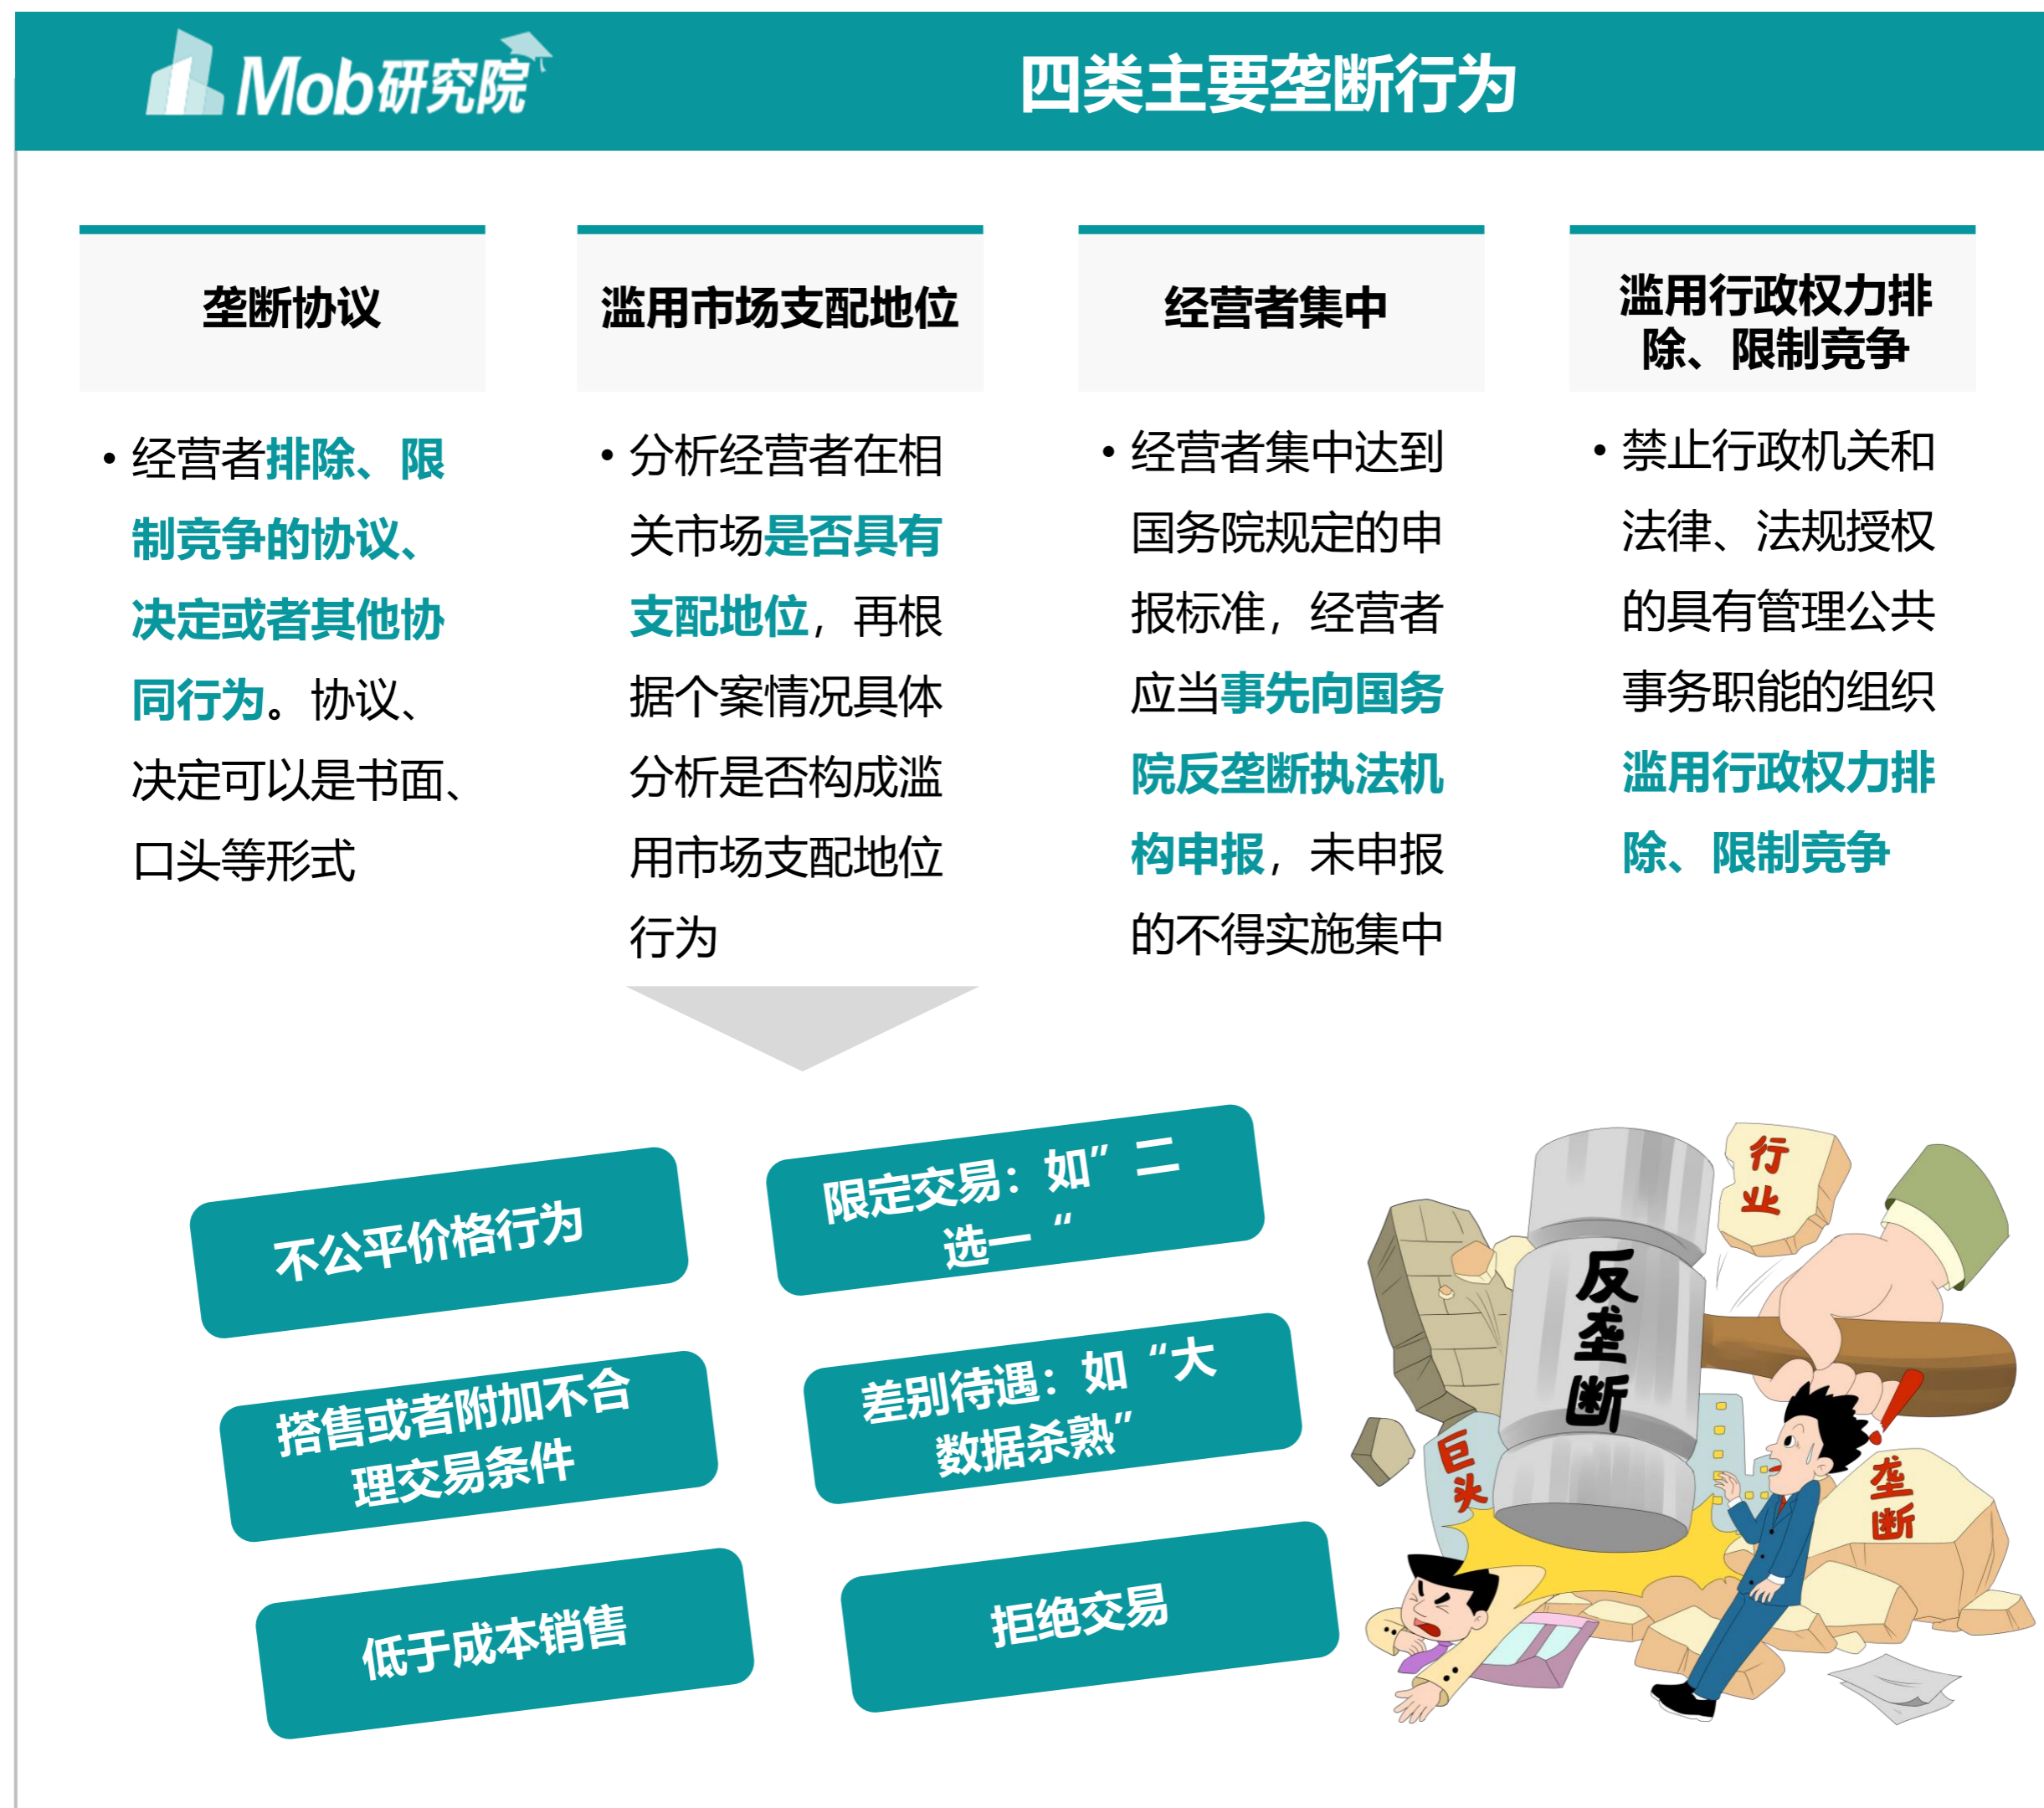 Mob研究院
四类主要垄断行为
垄断协议
• 经营者排除、限
制竞争的协议、
决定或者其他协
同行为。协议、
决定可以是书面、
口头等形式
滥用市场支配地位
• 分析经营者在相
关市场是否具有
支配地位，再根
据个案情况具体
分析是否构成滥
用市场支配地位
行为
经营者集中
• 经营者集中达到
国务院规定的申
报标准，经营者
应当事先向国务
院反垄断执法机
构申报，未申报
的不得实施集中
滥用行政权力排
除、限制竞争
• 禁止行政机关和
法律、法规授权
的具有管理公共
事务职能的组织
滥用行政权力排
除、限制竞争
不公平价格行为
限定交易：如”二
选一“
搭售或者附加不合
理交易条件
差别待遇：如“大
数据杀熟”
低于成本销售
拒绝交易
行
业
反
垄
断
巨
头
垄
断